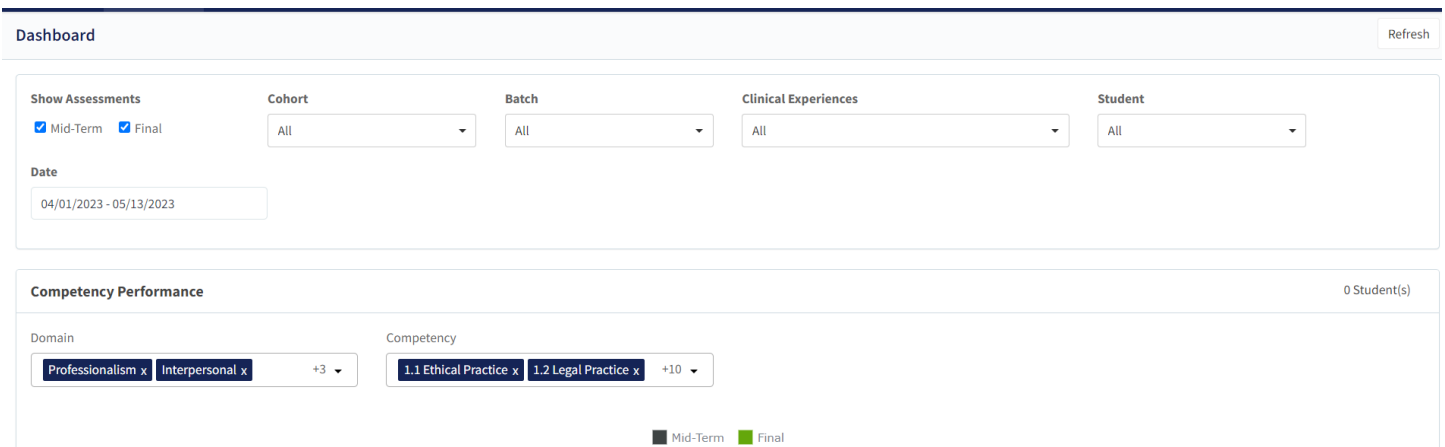 Dashboard
Refresh
Show Assessments
Cohort
Batch
Clinical Experiences
Student
Mid-Term
Final
All
All
All
All
Date
04/01/2023 - 05/13/2023
Competency Performance
0 Student(s)
Domain
Competency
Professionalism x
Interpersonal x
+3
1.1 Ethical Practice x
1.2 Legal Practice x
+10
Mid-Term
Final